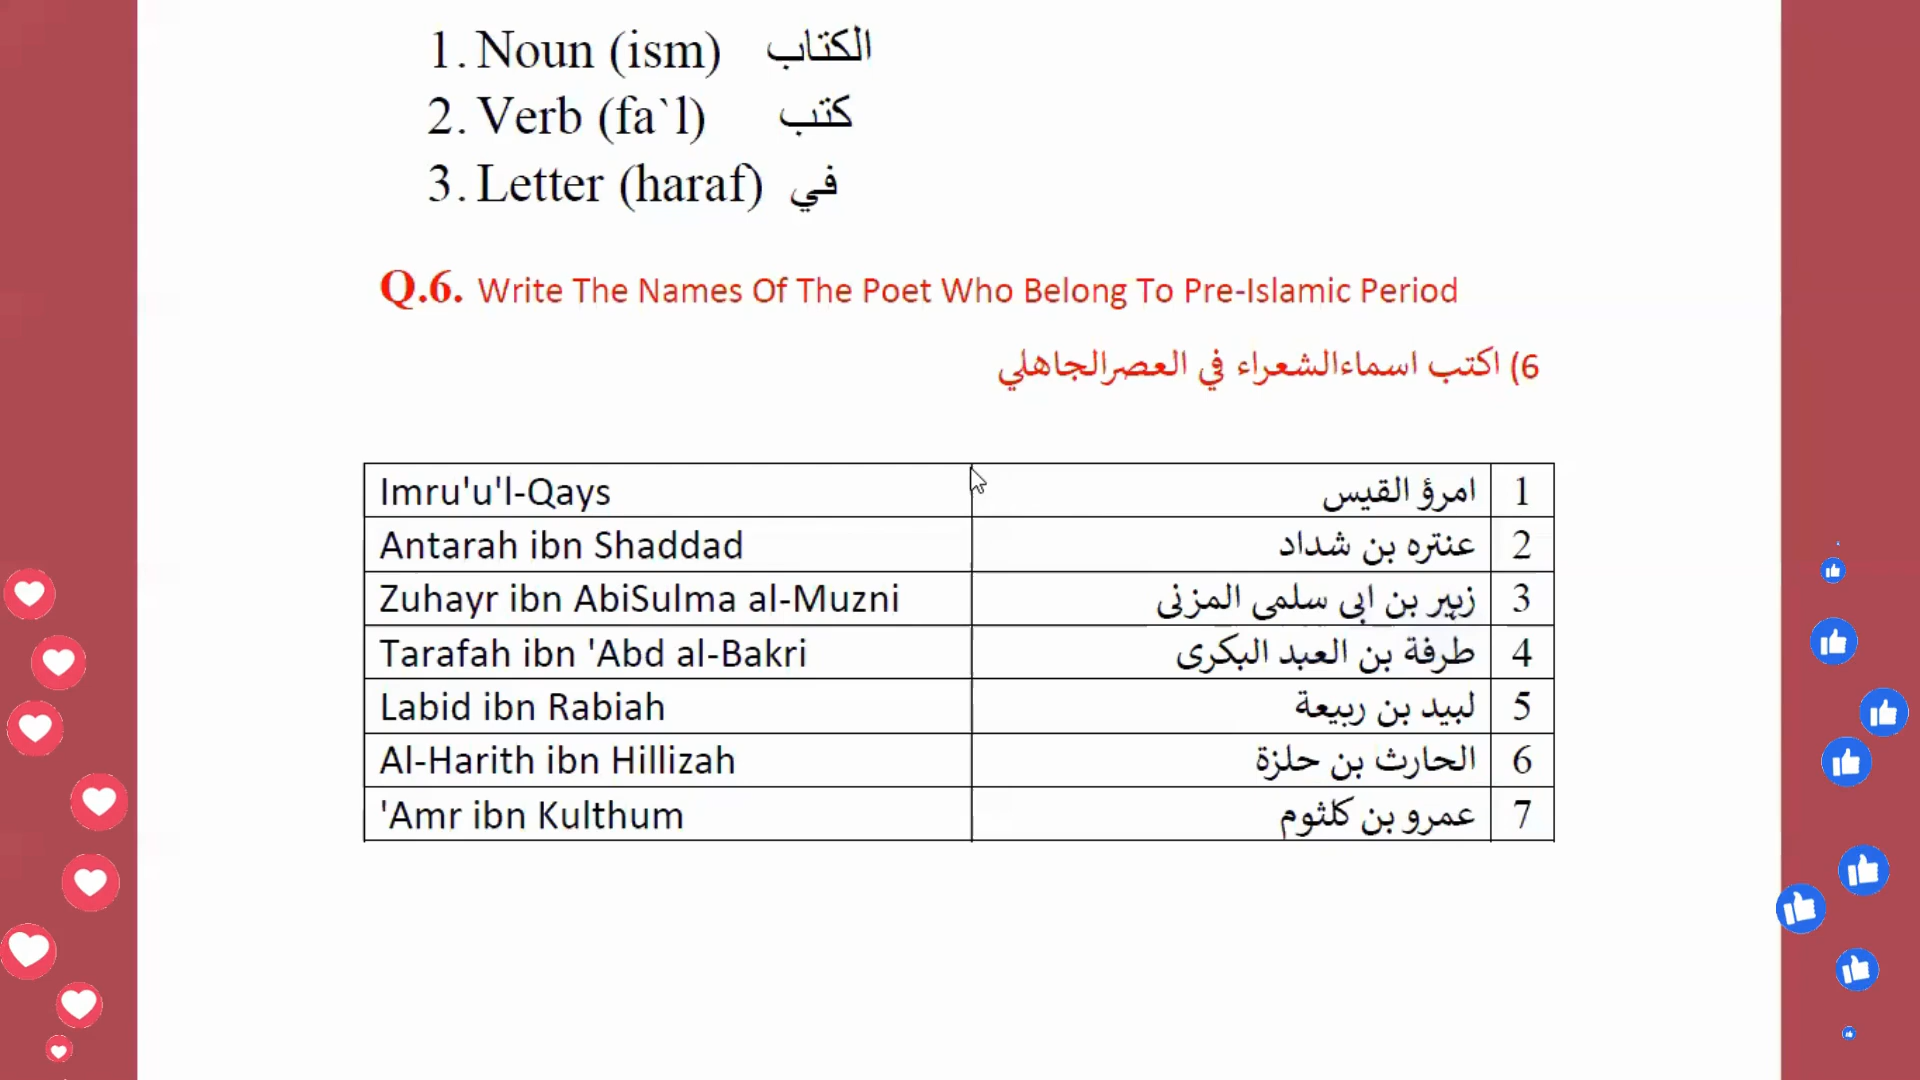 1. Noun (ism) الكتاب
2. Verb (fa`l) كتب
3. Letter (haraf) في
Q.6. Write The Names Of The Poet Who Belong To Pre-Islamic Period
6) اكتب اسماءالشعراء في العصرالجاهلي
Imru'u'l-Qays امرؤ القيس 1
Antarah ibn Shaddad عنتره بن شداد 2
Zuhayr ibn AbiSulma al-Muzni زہیر بن ابى سلمى المزنى 3
Tarafah ibn 'Abd al-Bakri طرفة بن العبد البكرى 4
Labid ibn Rabiah لبيد بن ربيعة 5
Al-Harith ibn Hillizah الحارث بن حلزة 6
'Amr ibn Kulthum عمرو بن كلثوم 7